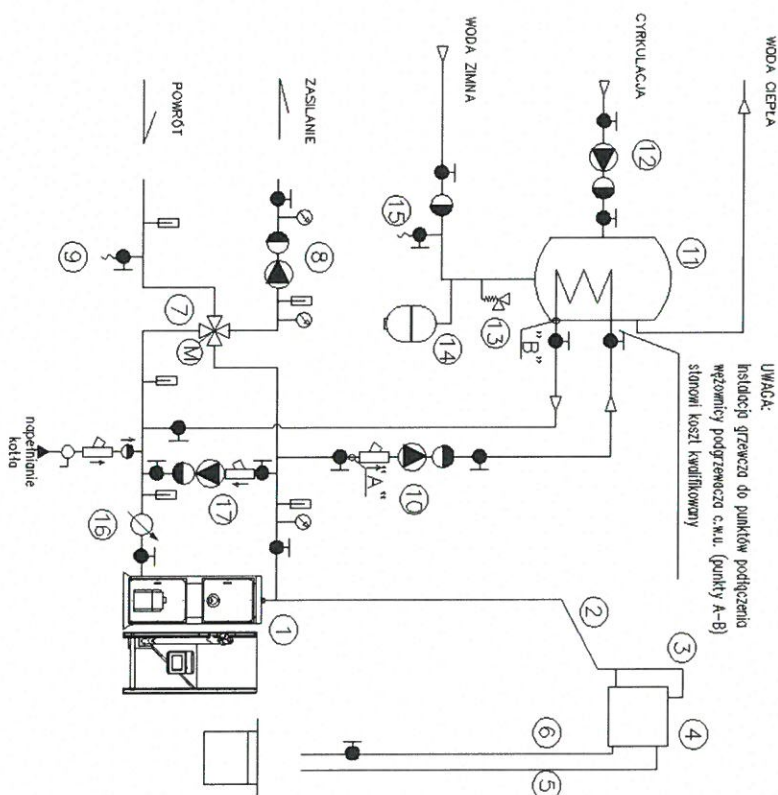 WODA CIEPŁA
CYRKULACJA
WODA ZIMNA
ZASILANIE
POWRÓT
UWAGA:
Instalacja grzewcza do punktów podłączenia
wężownicy podgrzewacza c.w.u. (punkty A-B)
stanowi koszt kwalifikowany
12
11
15
"B"
13
14
8
9
7
M
"A"
10
17
16
napełnianie
kotła
1
2
3
4
6
5